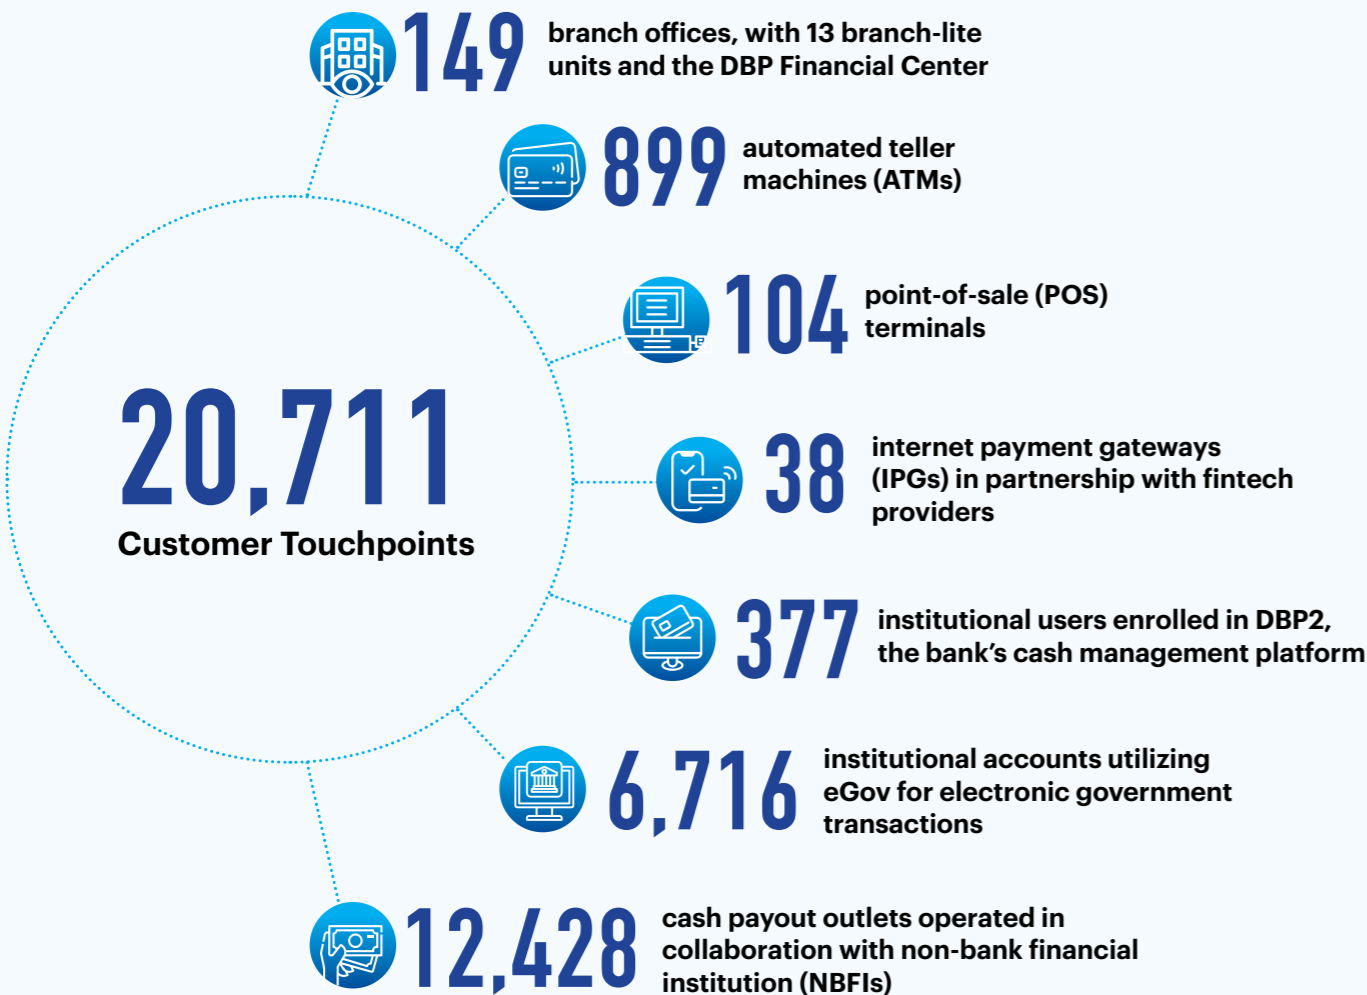 149
branch offices, with 13 branch-lite
units and the DBP Financial Center
899
automated teller
machines (ATMs)
104
point-of-sale (POS)
terminals
20,711
Customer Touchpoints
38
internet payment gateways
(IPGs) in partnership with fintech
providers
377
institutional users enrolled in DBP2,
the bank's cash management platform
6,716
institutional accounts utilizing
eGov for electronic government
transactions
12,428
cash payout outlets operated in
collaboration with non-bank financial
institution (NBFIs)